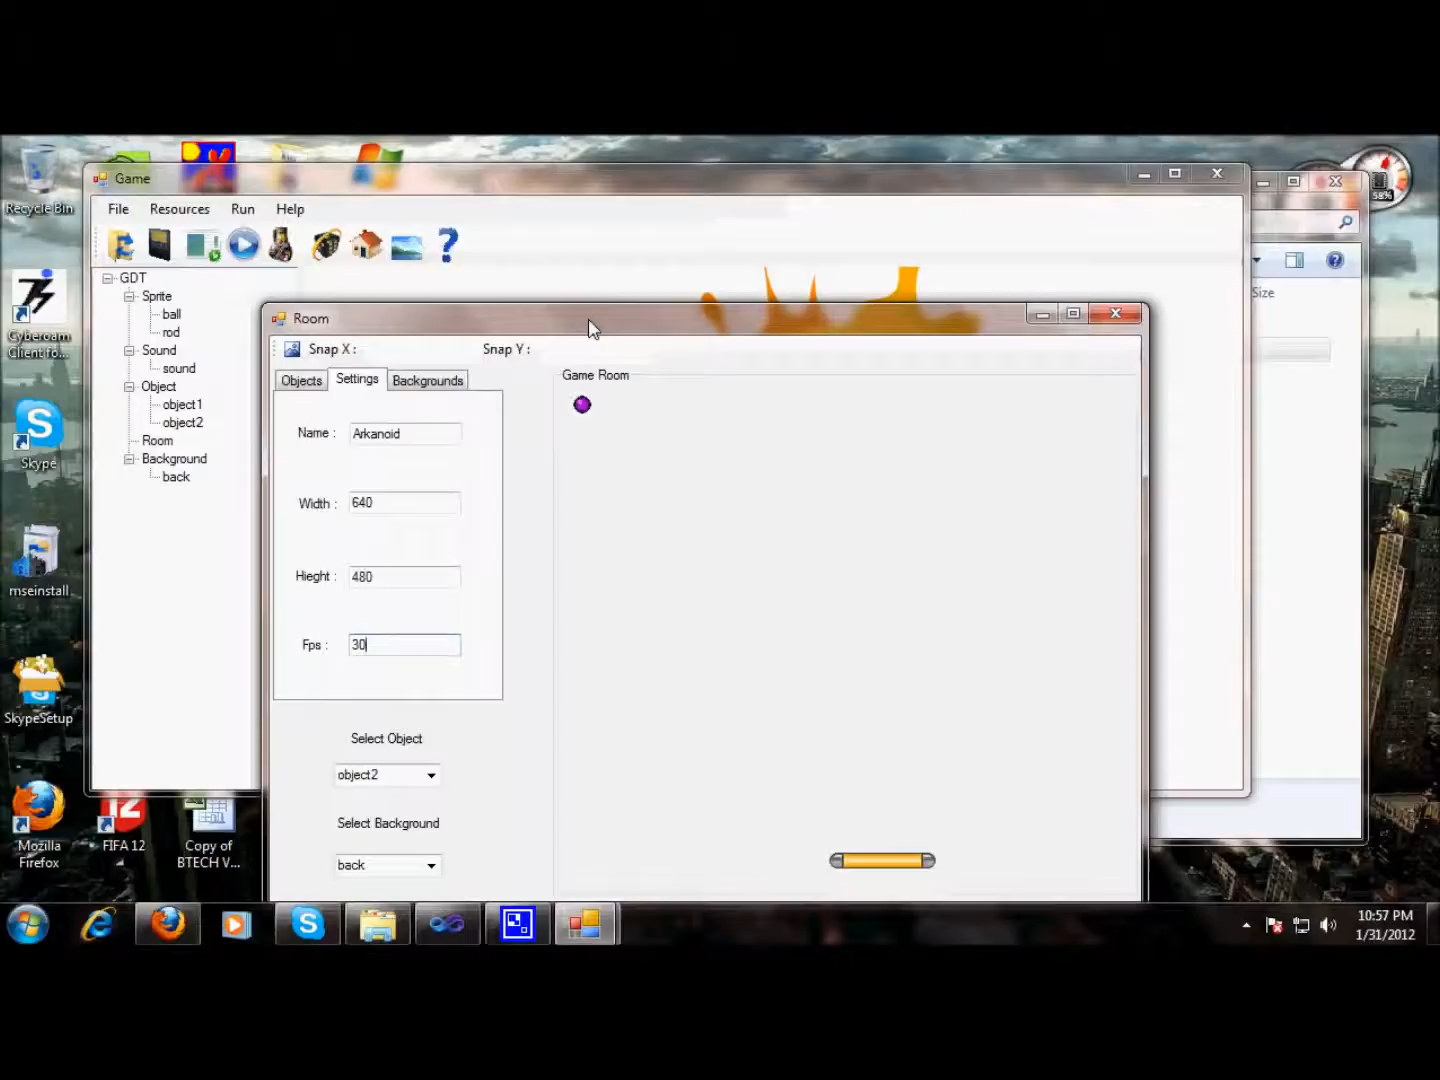 Game
File Resources Run Help
GDT
Sprite
ball
rod
Sound
sound
Object
object1
object2
Room
Background
back
Room
Snap X :
Snap Y :
Objects Settings Backgrounds
Name : Arkanoid
Width : 640
Hieght : 480
Fps : 30
Select Object
object2
Select Background
back
Game Room
Size
58%
Recycle Bin
Cyberoam
Client fo...
Skype
mseinstall
SkypeSetup
Mozilla
Firefox
FIFA 12
Copy of
BTECH V...
10:57 PM
1/31/2012